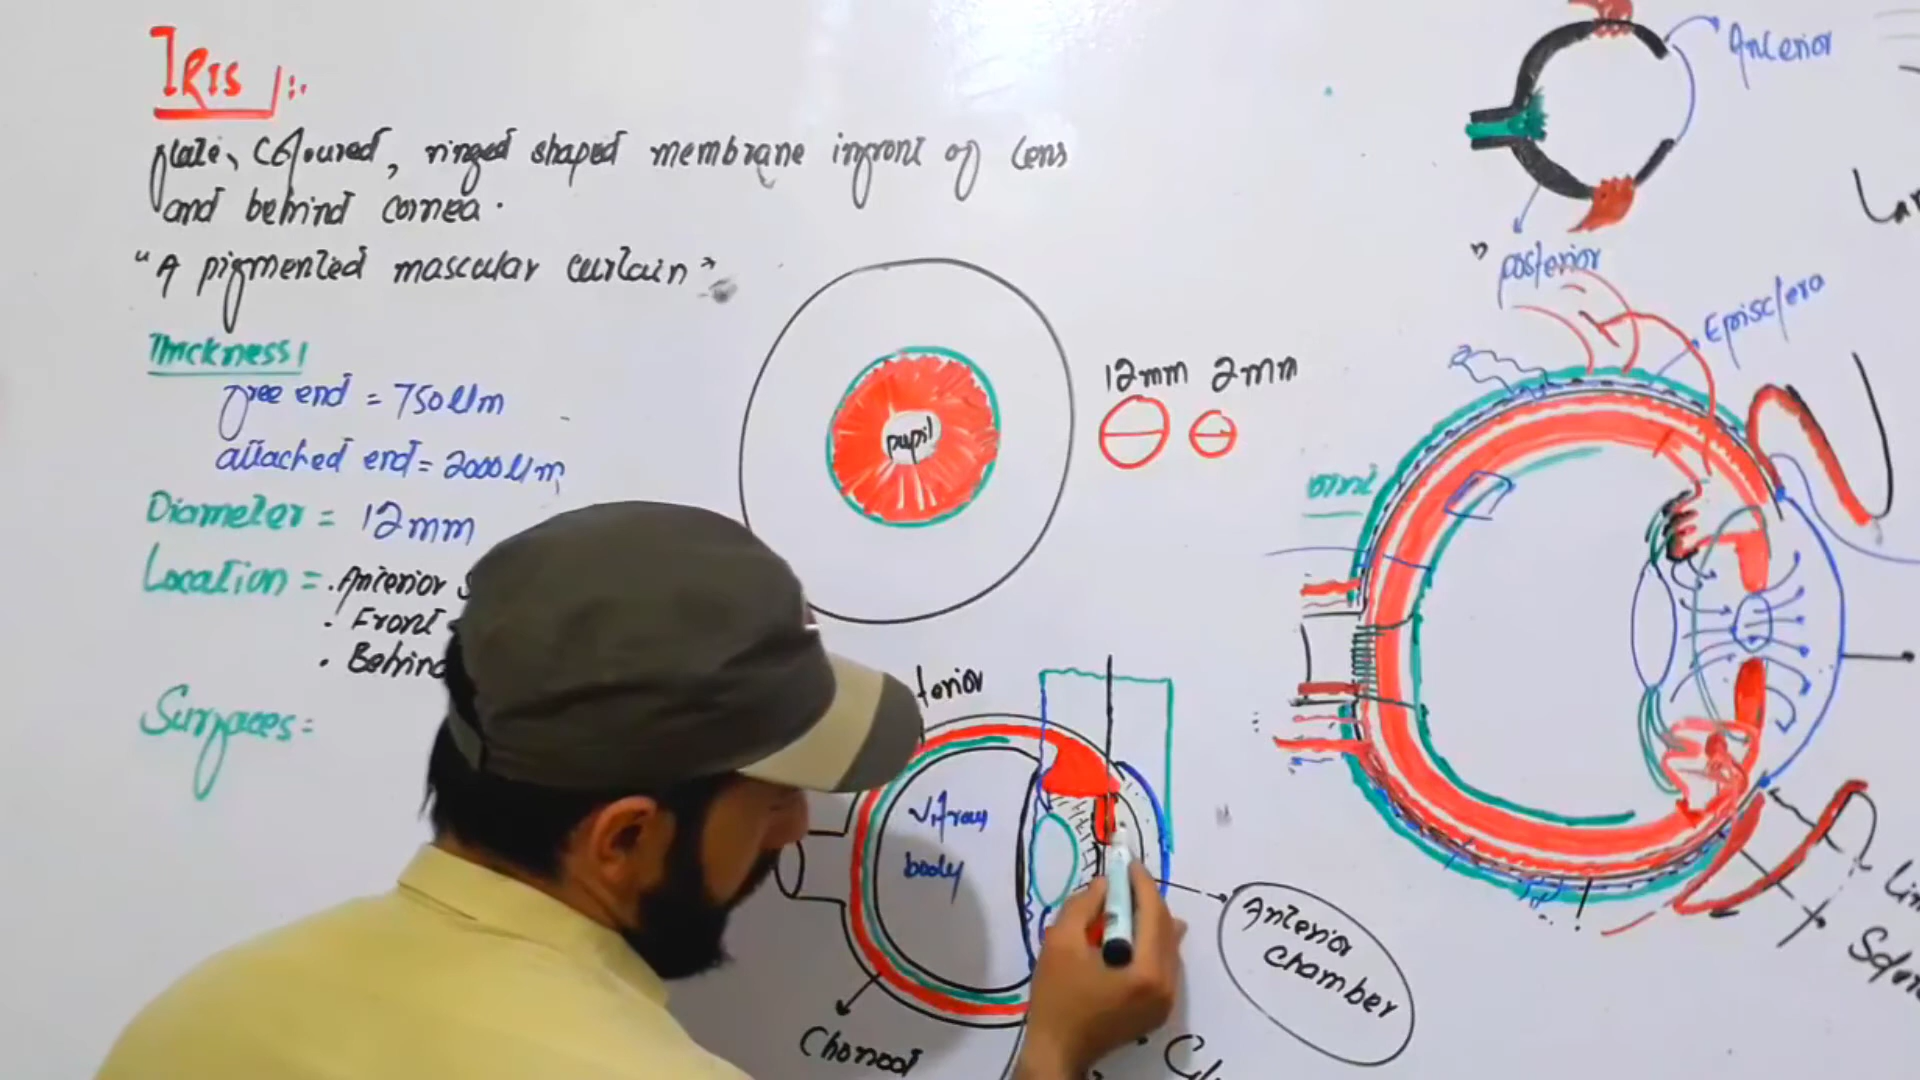 IRIS :-
flate, Coloured, ringed shaped membrane infront of lens
and behind cornea.
"A pigmented mascular curtain"
Thickness:
free end = 750 Um
attached end = 2000 Um
Diameter = 12mm
Location = . Anterior
. Front
. Behind
Surfaces =
pupil
12mm 2mm
terior
body
Choroid
Anterior
chamber
Anterior
posterior
Episclera